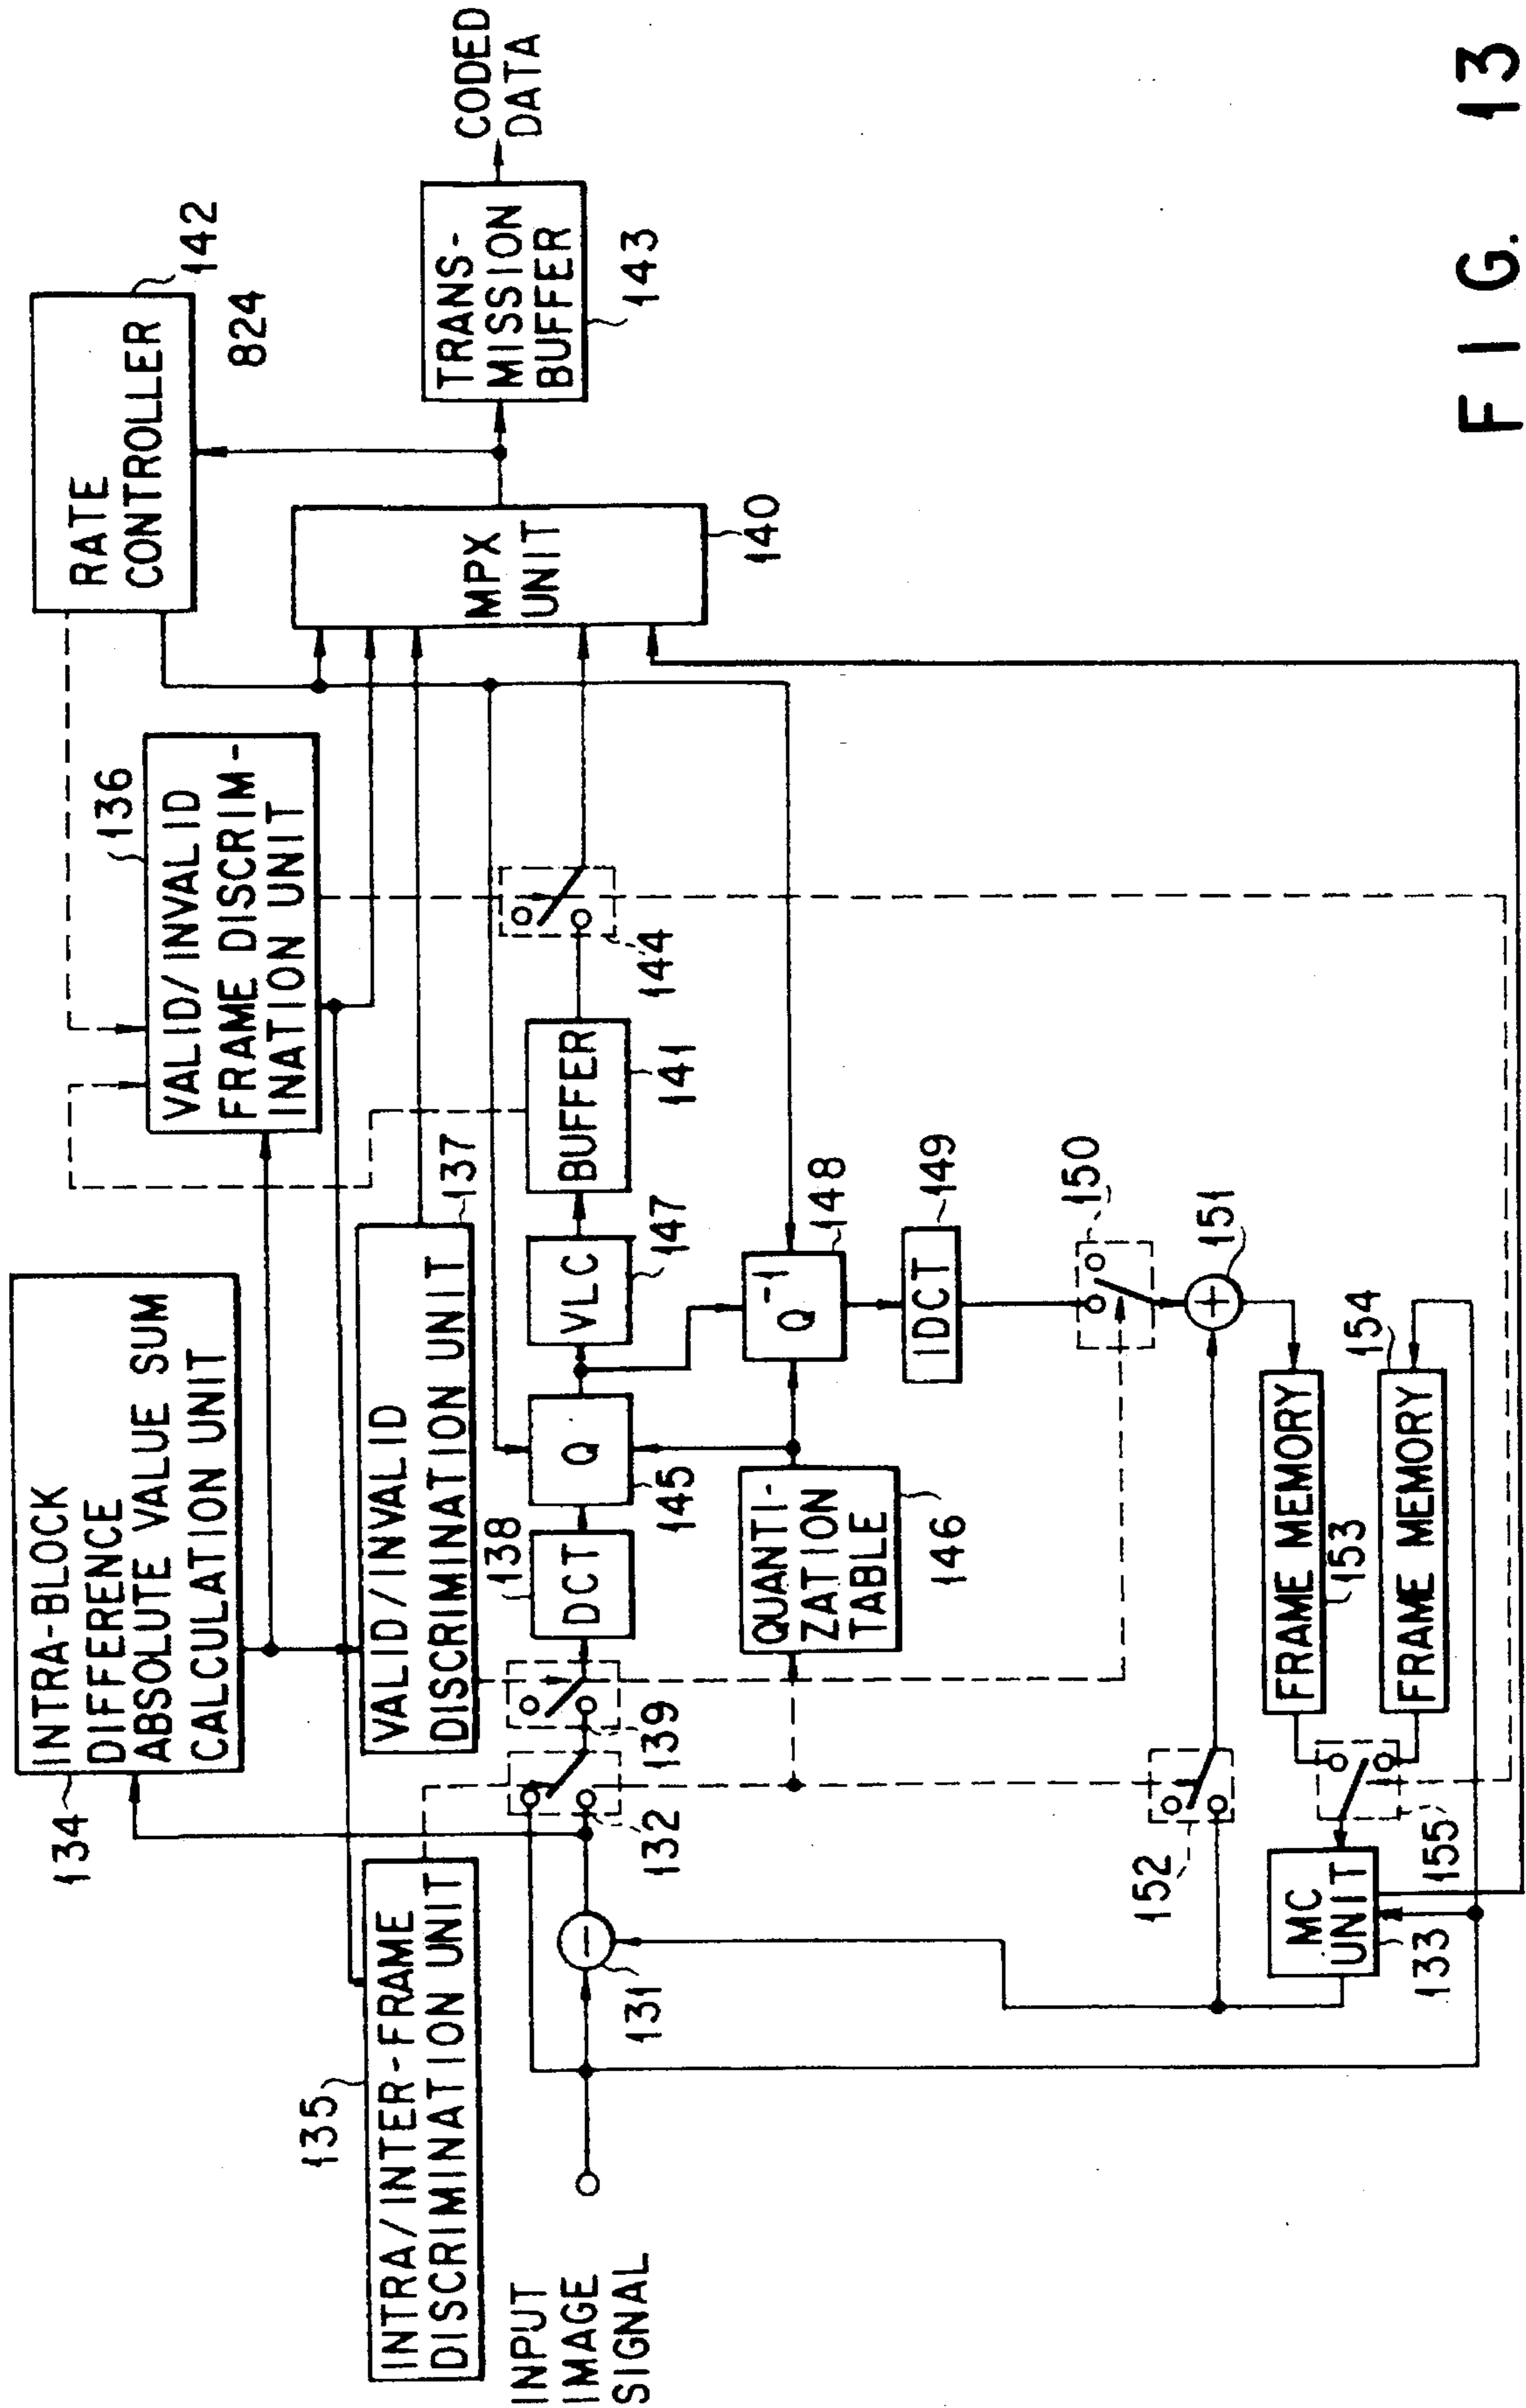 INTRA-BLOCK
DIFFERENCE
ABSOLUTE VALUE SUM
CALCULATION UNIT
134
RATE
CONTROLLER
142
824
136
VALID/INVALID
FRAME DISCRIM-
INATION UNIT
TRANS-
MISSION
BUFFER
143
CODED
DATA
135
INTRA/INTER-FRAME
DISCRIMINATION UNIT
VALID/INVALID
DISCRIMINATION UNIT
137
MPX
UNIT
140
INPUT
IMAGE
SIGNAL
131
132
139
138
DCT
Q
145
VLC
147
BUFFER
141
144
QUANTI-
ZATION
TABLE
146
Q-1
148
IDCT
149
150
151
152
MC
UNIT
133
155
FRAME MEMORY
153
FRAME MEMORY
154
FIG. 13